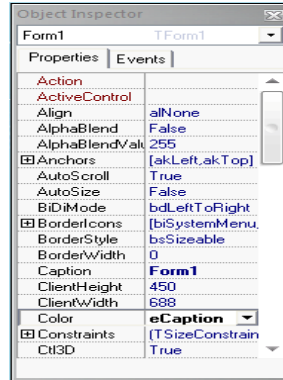 Object Inspector
Form1 TForm1
Properties Events
Action
ActiveControl
Align alNone
AlphaBlend False
AlphaBlendValu 255
Anchors [akLeft,akTop]
AutoScroll True
AutoSize False
BiDiMode bdLeftToRight
BorderIcons [biSystemMenu,
BorderStyle bsSizeable
BorderWidth 0
Caption Form1
ClientHeight 450
ClientWidth 688
Color eCaption
Constraints (TSizeConstrain
Ctl3D True